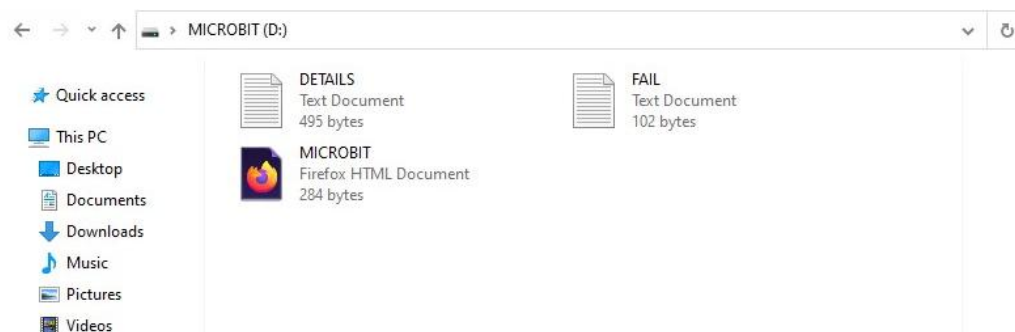 MICROBIT (D:)
Quick access
This PC
Desktop
Documents
Downloads
Music
Pictures
Videos
DETAILS
Text Document
495 bytes
FAIL
Text Document
102 bytes
MICROBIT
Firefox HTML Document
284 bytes